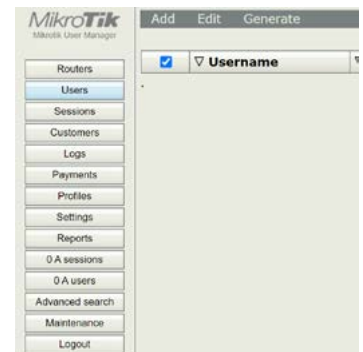 MikroTik
Mikrotik User Manager
Add Edit Generate
▽ Username
Routers
Users
Sessions
Customers
Logs
Payments
Profiles
Settings
Reports
0 A sessions
0 A users
Advanced search
Maintenance
Logout